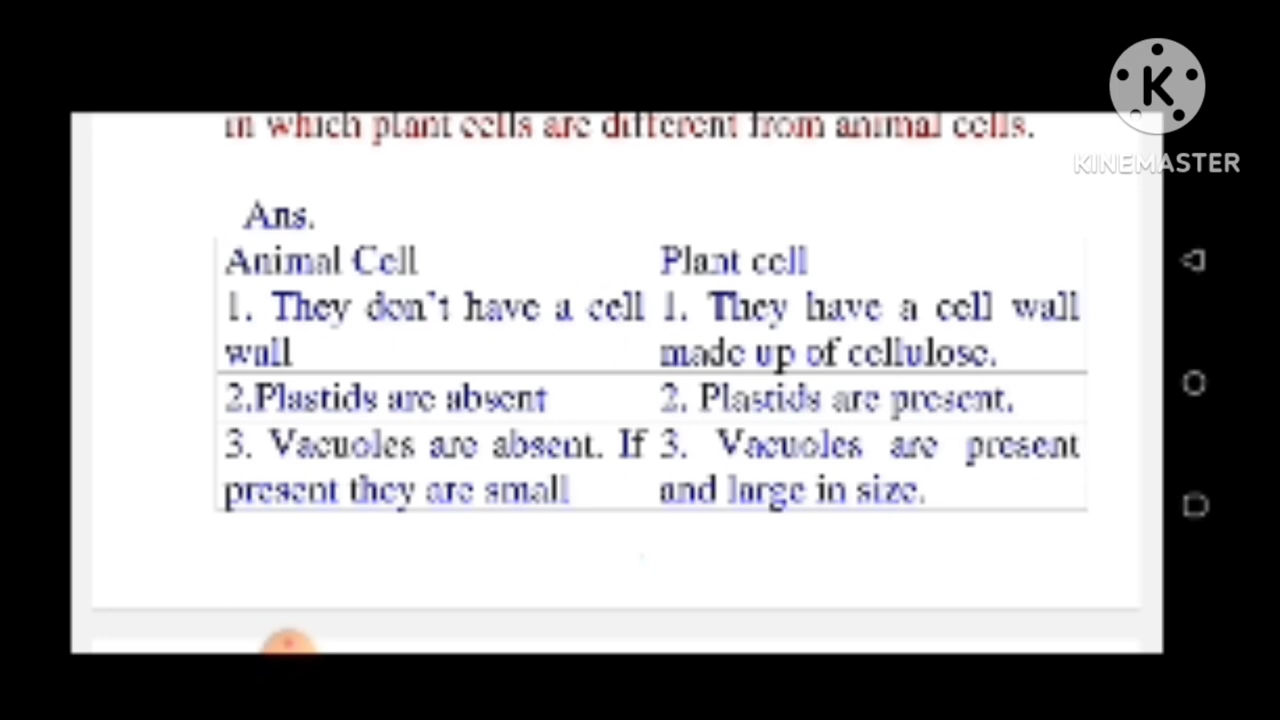 in which plant cells are different from animal cells.
KINEMASTER
Ans.
Animal Cell Plant cell
1. They don't have a cell wall
1. They have a cell wall made up of cellulose.
2.Plastids are absent 2. Plastids are present.
3. Vacuoles are absent. If present they are small
3. Vacuoles are present and large in size.